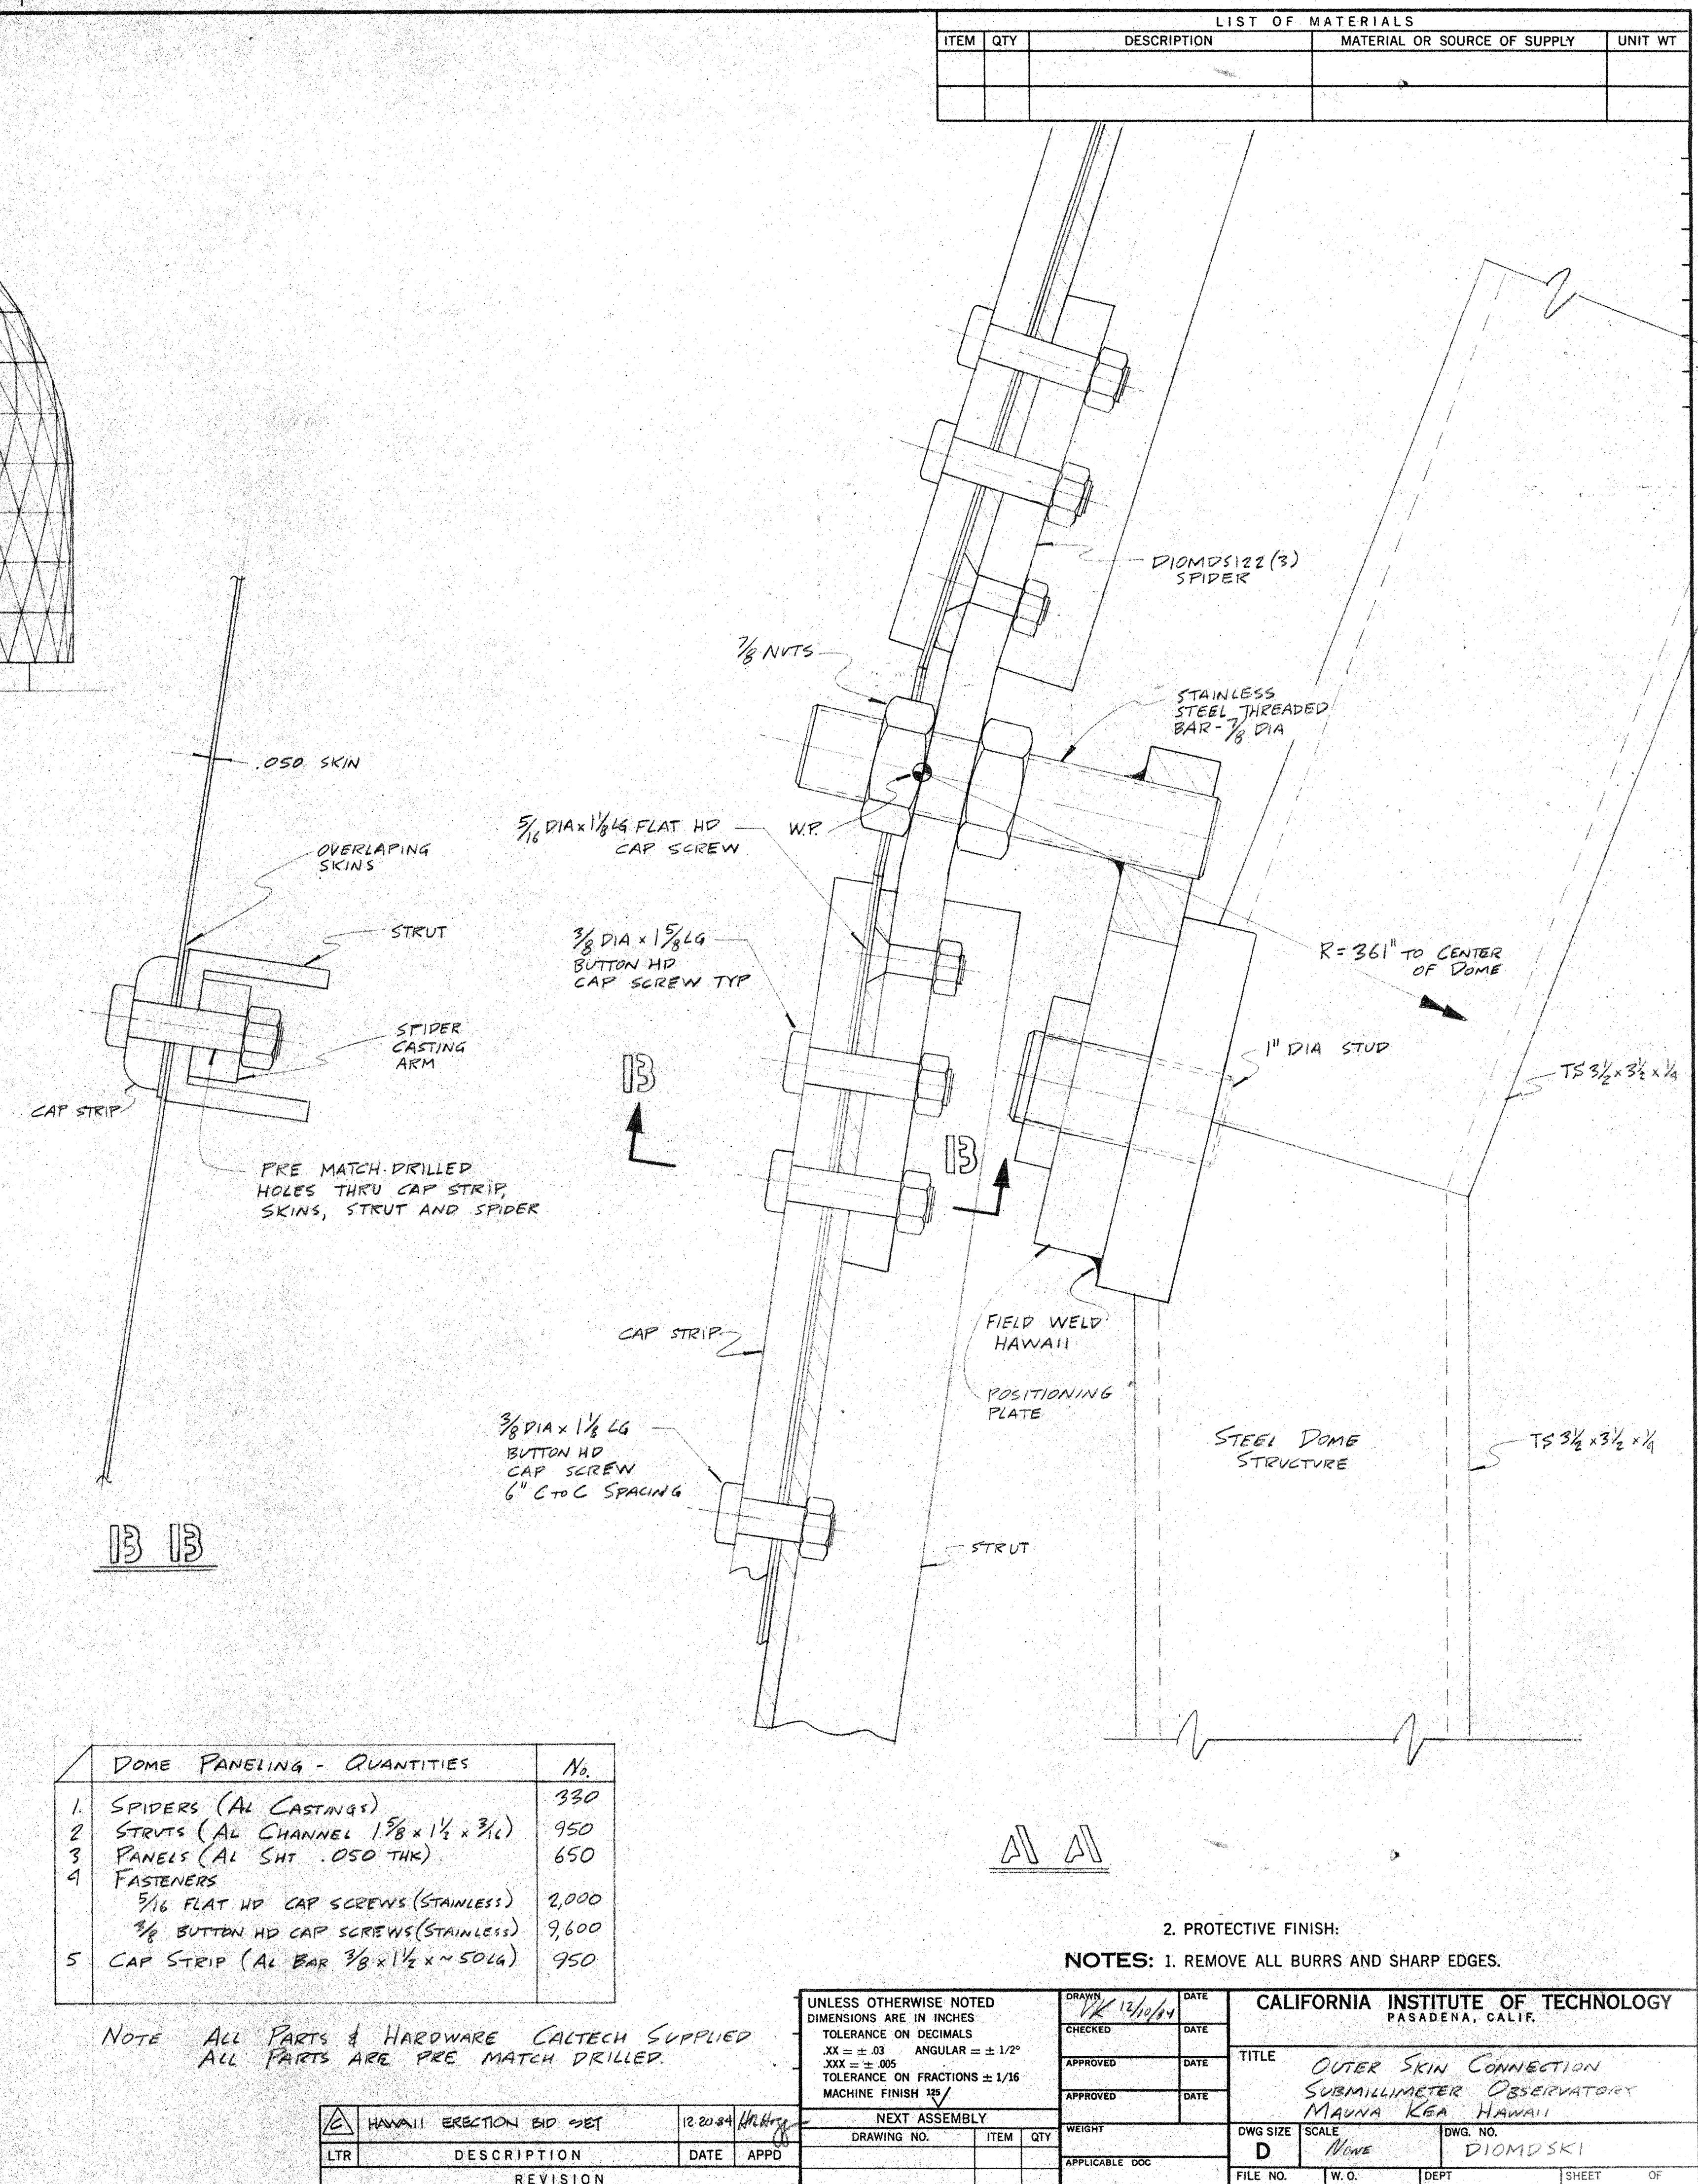 LIST OF MATERIALS
ITEM QTY DESCRIPTION MATERIAL OR SOURCE OF SUPPLY UNIT WT
D10MDS122 (3)
SPIDER
7/8 NUTS
STAINLESS
STEEL THREADED
BAR - 7/8 DIA
.050 SKIN
5/16 DIA x 1 1/8 LG FLAT HD
CAP SCREW
W.P.
OVERLAPING
SKINS
STRUT
3/8 DIA x 1 5/8 LG
BUTTON HD
CAP SCREW TYP
R = 361" TO CENTER
OF DOME
SPIDER
CASTING
ARM
1" DIA STUD
TS 3 1/2 x 3 1/2 x 1/4
CAP STRIP
B
B
PRE MATCH-DRILLED
HOLES THRU CAP STRIP,
SKINS, STRUT AND SPIDER
FIELD WELD
HAWAII
CAP STRIP
POSITIONING
PLATE
3/8 DIA x 1 1/8 LG
BUTTON HD
CAP SCREW
6" C TO C SPACING
STEEL DOME
STRUCTURE
TS 3 1/2 x 3 1/2 x 1/4
B B
STRUT
DOME PANELING - QUANTITIES No.
1. SPIDERS (AL CASTINGS) 330
2 STRUTS (AL CHANNEL 1 5/8 x 1 1/2 x 3/16) 950
3 PANELS (AL SHT .050 THK) 650
4 FASTENERS
5/16 FLAT HD CAP SCREWS (STAINLESS) 2,000
3/8 BUTTON HD CAP SCREWS (STAINLESS) 9,600
5 CAP STRIP (AL BAR 3/8 x 1 1/2 x ~ 50 LG) 950
A A
2. PROTECTIVE FINISH:
NOTES: 1. REMOVE ALL BURRS AND SHARP EDGES.
NOTE ALL PARTS & HARDWARE CALTECH SUPPLIED
ALL PARTS ARE PRE MATCH DRILLED.
HAWAII ERECTION BID SET 12-20-84
LTR DESCRIPTION DATE APPD
REVISION
UNLESS OTHERWISE NOTED
DIMENSIONS ARE IN INCHES
TOLERANCE ON DECIMALS
.XX = ± .03 ANGULAR = ± 1/2°
.XXX = ± .005
TOLERANCE ON FRACTIONS ± 1/16
MACHINE FINISH 125
NEXT ASSEMBLY
DRAWING NO. ITEM QTY
DRAWN VK 12/10/84 DATE
CHECKED DATE
APPROVED DATE
APPROVED DATE
WEIGHT
APPLICABLE DOC
CALIFORNIA INSTITUTE OF TECHNOLOGY
PASADENA, CALIF.
TITLE OUTER SKIN CONNECTION
SUBMILLIMETER OBSERVATORY
MAUNA KEA HAWAII
DWG SIZE D SCALE NONE DWG. NO. D10MDSK1
FILE NO. W. O. DEPT SHEET OF